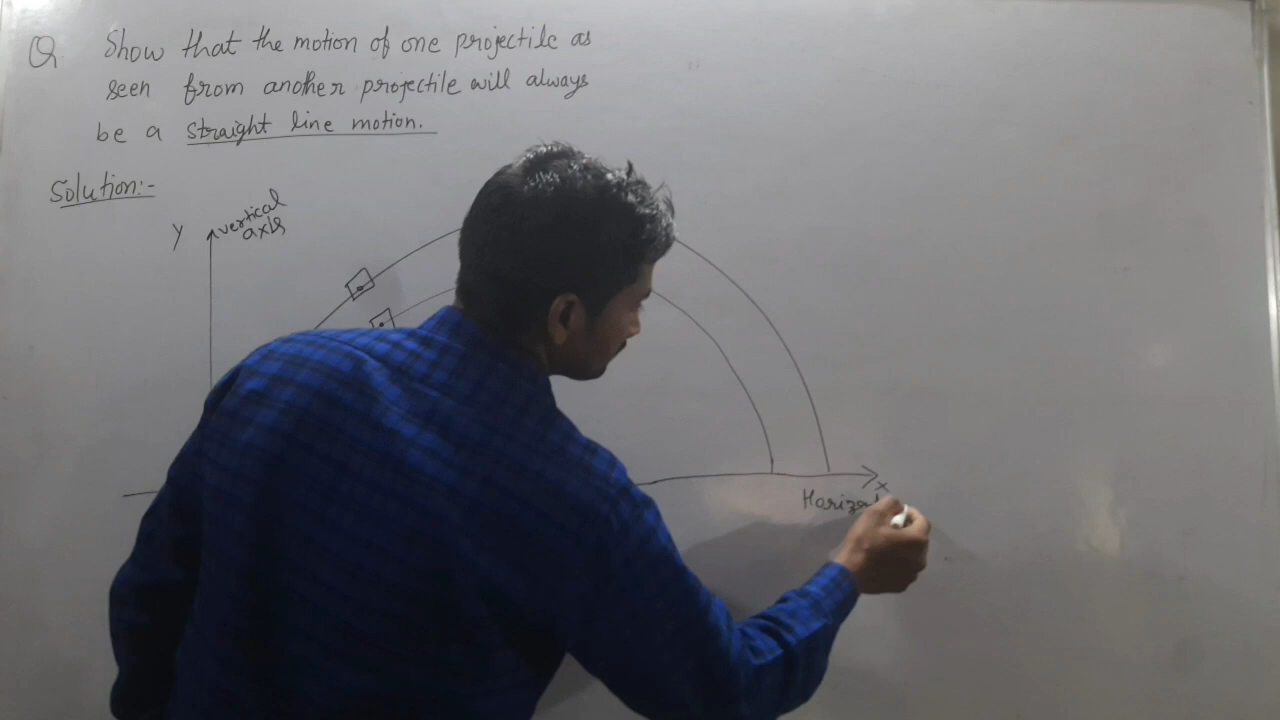 Q. Show that the motion of one projectile as
seen from another projectile will always
be a straight line motion.
Solution:-
Y vertical
axis
x